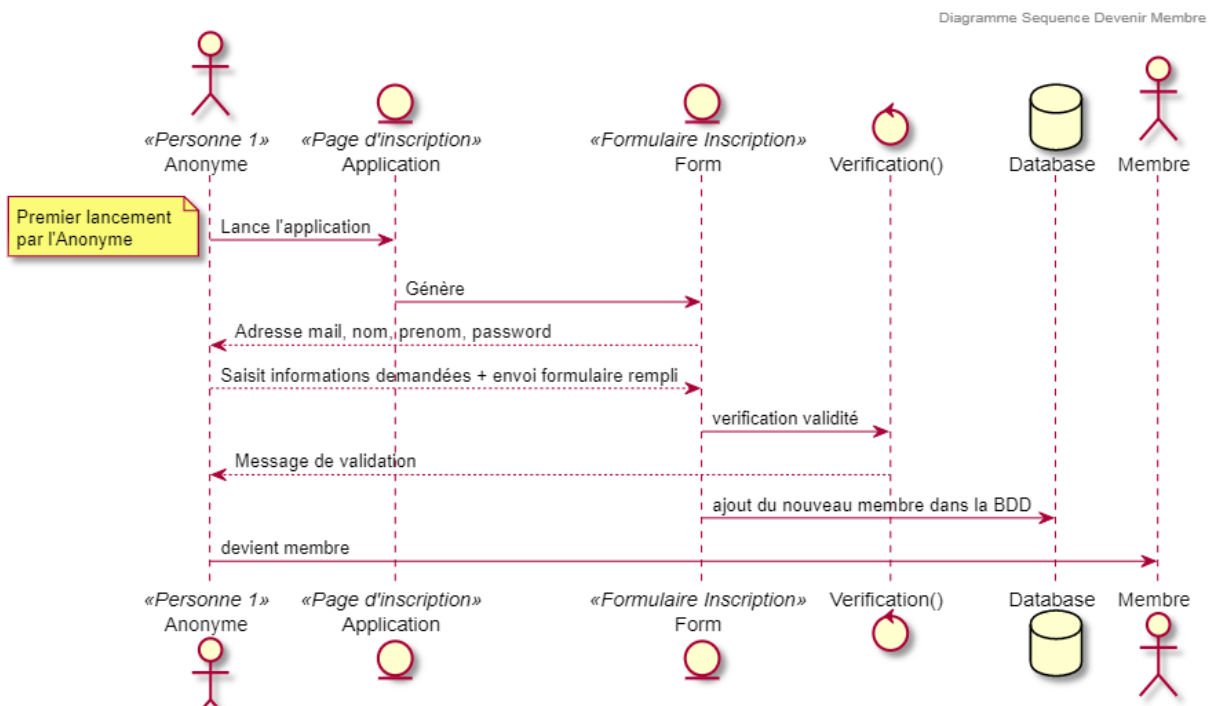 Diagramme Sequence Devenir Membre
«Personne 1»
Anonyme
«Page d'inscription»
Application
«Formulaire Inscription»
Form
Verification()
Database
Membre
Premier lancement
par l'Anonyme
Lance l'application
Génère
Adresse mail, nom, prenom, password
Saisit informations demandées + envoi formulaire rempli
verification validité
Message de validation
ajout du nouveau membre dans la BDD
devient membre
«Personne 1»
Anonyme
«Page d'inscription»
Application
«Formulaire Inscription»
Form
Verification()
Database
Membre